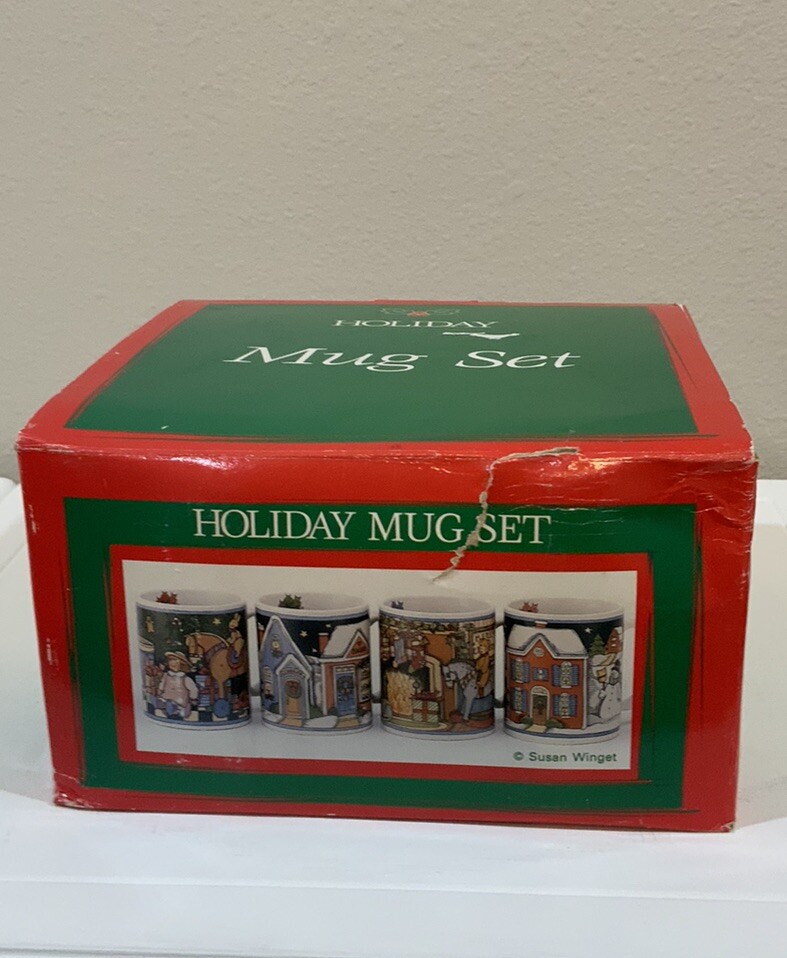 HOLIDAY
Mug Set
HOLIDAY MUG SET
© Susan Winget